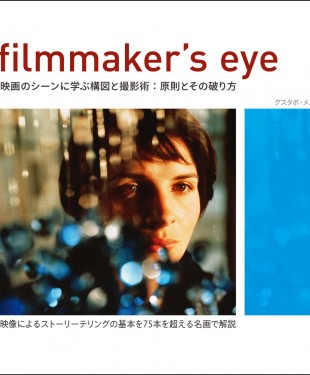 filmmaker's eye
映画のシーンに学ぶ構図と撮影術：原則とその破り方
グスタボ・メ
映像によるストーリーテリングの基本を75本を超える名画で解説